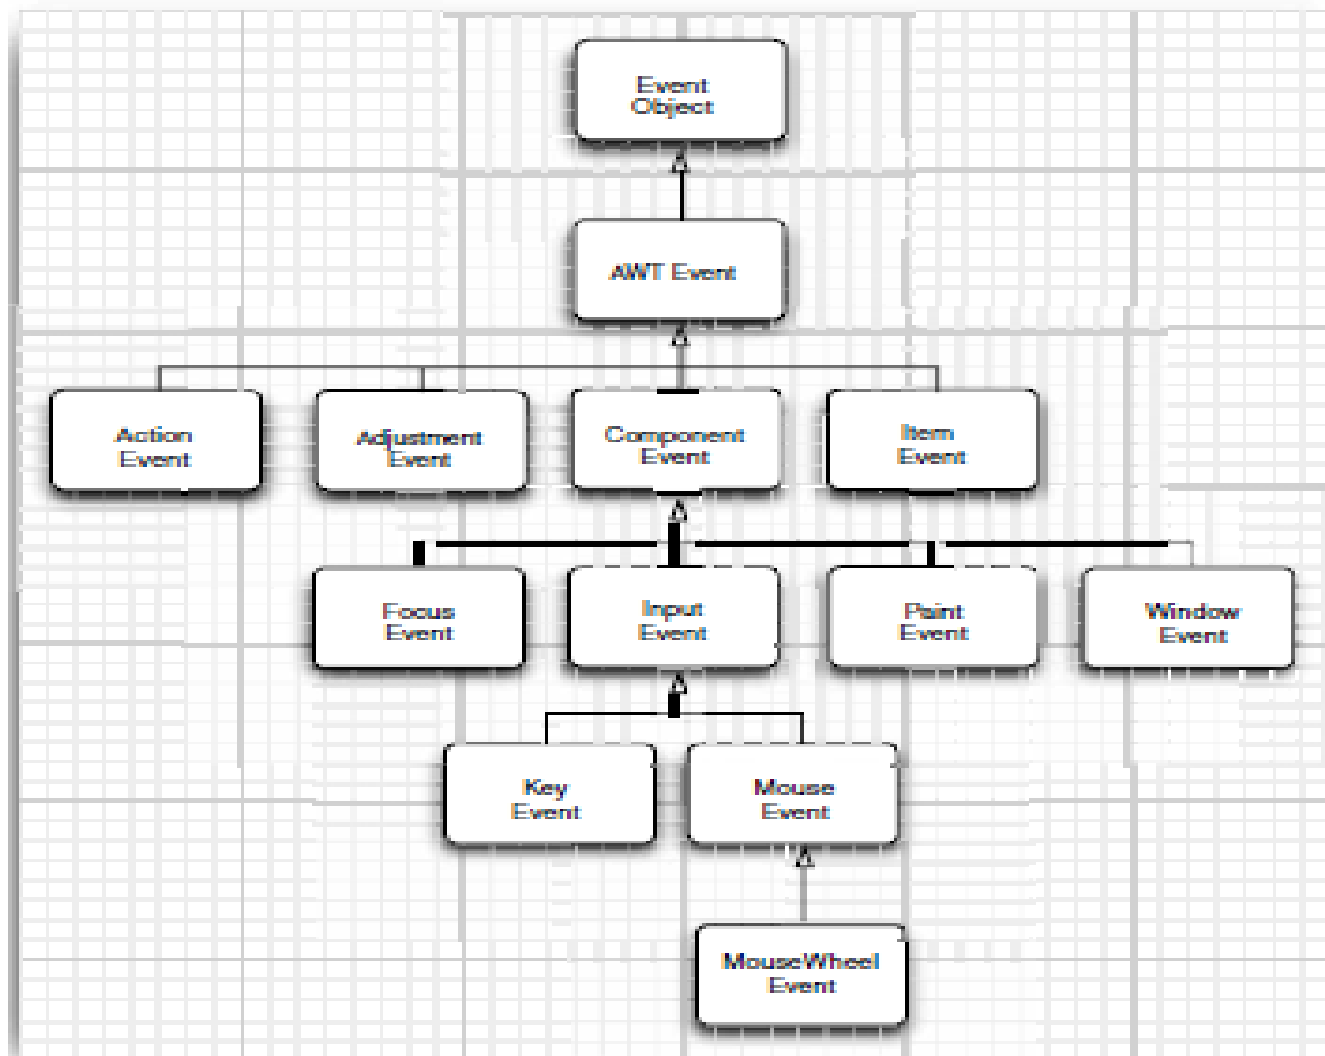 Event
Object
AWT Event
Action
Event
Adjustment
Event
Component
Event
Item
Event
Focus
Event
Input
Event
Paint
Event
Window
Event
Key
Event
Mouse
Event
MouseWheel
Event